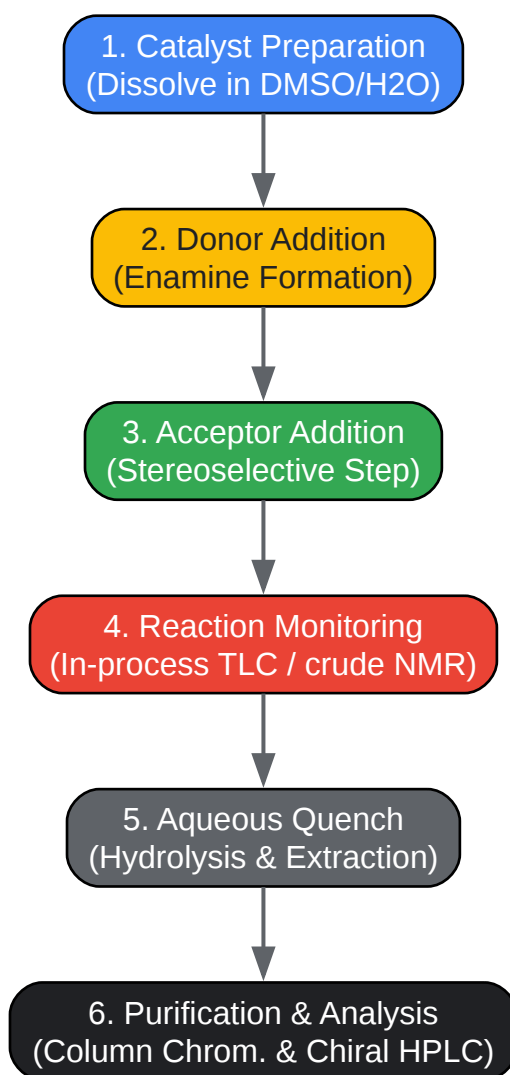 1. Catalyst Preparation
(Dissolve in DMSO/H2O)
2. Donor Addition
(Enamine Formation)
3. Acceptor Addition
(Stereoselective Step)
4. Reaction Monitoring
(In-process TLC / crude NMR)
5. Aqueous Quench
(Hydrolysis & Extraction)
6. Purification & Analysis
(Column Chrom. & Chiral HPLC)